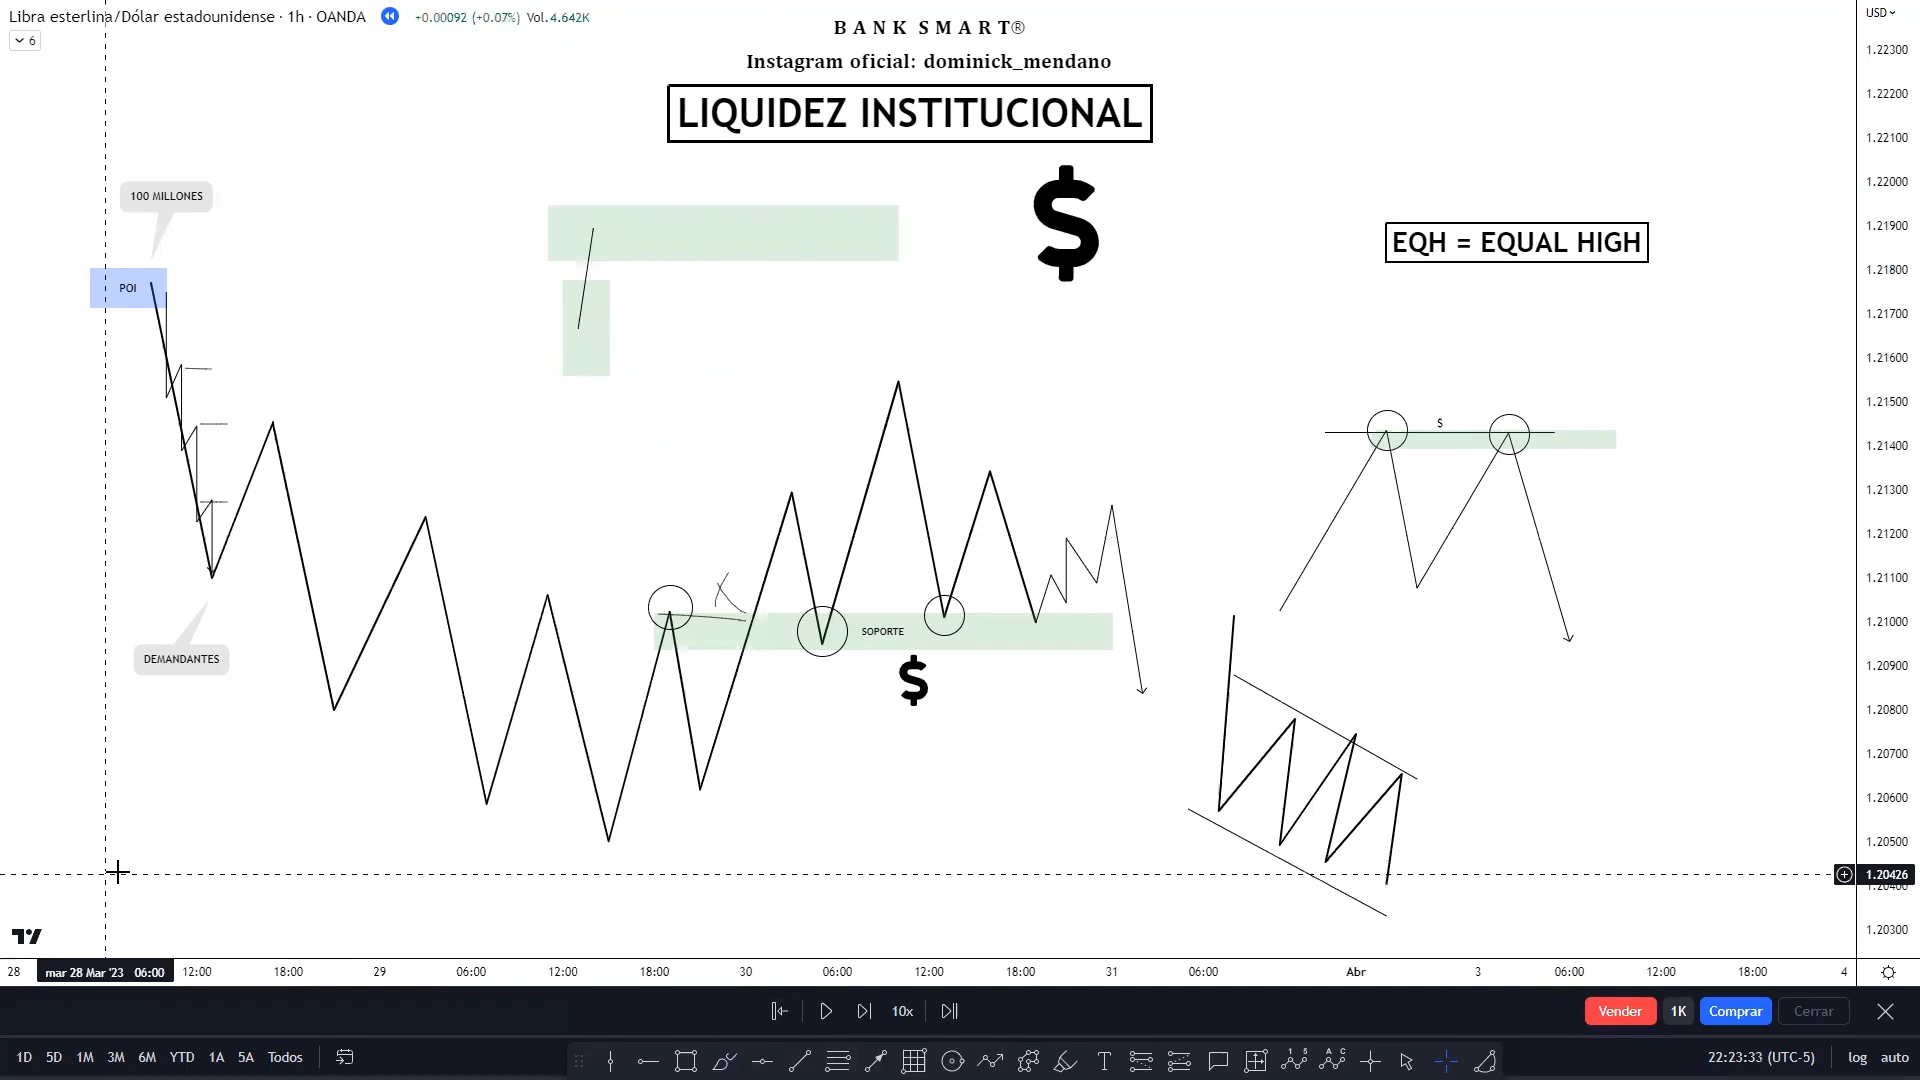 Libra esterlina/Dólar estadounidense · 1h · OANDA +0.00092 (+0.07%) Vol.4.642K
6
BANK SMART®
Instagram oficial: dominick_mendano
LIQUIDEZ INSTITUCIONAL
$
100 MILLONES
POI
EQH = EQUAL HIGH
$
SOPORTE
$
DEMANDANTES
USD
1.22300
1.22200
1.22100
1.22000
1.21900
1.21800
1.21700
1.21600
1.21500
1.21400
1.21300
1.21200
1.21100
1.21000
1.20900
1.20800
1.20700
1.20600
1.20500
1.20426
1.20400
1.20300
28 mar 28 Mar '23 06:00 12:00 18:00 29 06:00 12:00 18:00 30 06:00 12:00 18:00 31 06:00 Abr 3 06:00 12:00 18:00 4
10x
Vender 1K Comprar Cerrar
1D 5D 1M 3M 6M YTD 1A 5A Todos
22:23:33 (UTC-5) log auto